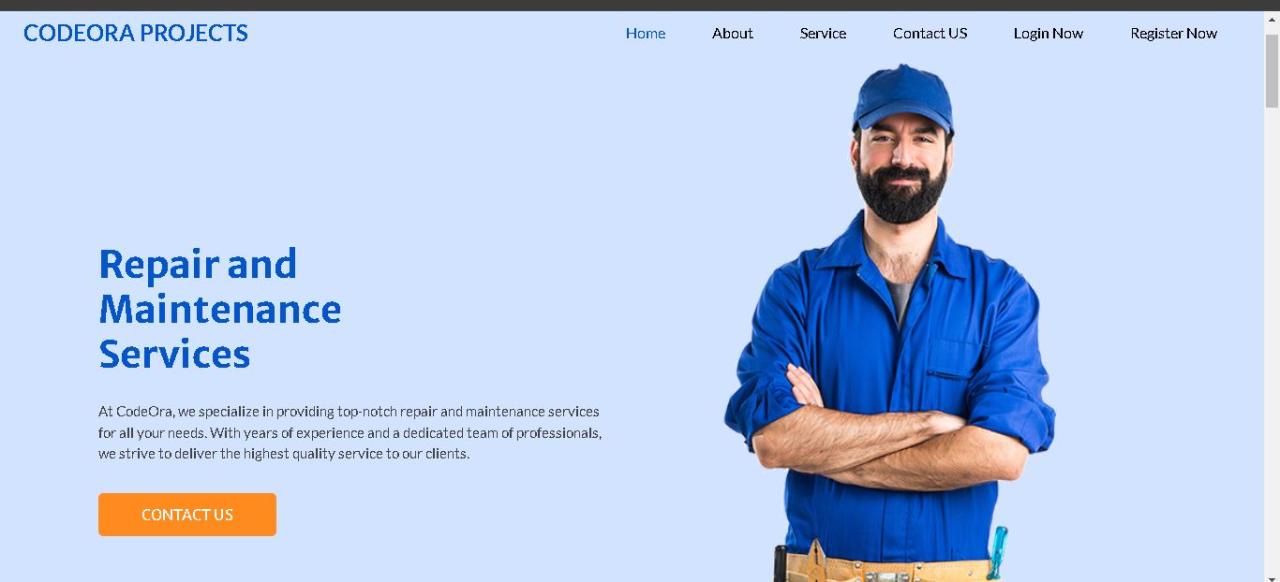 CODEORA PROJECTS
Home
About
Service
Contact US
Login Now
Register Now
Repair and
Maintenance
Services
At CodeOra, we specialize in providing top-notch repair and maintenance services
for all your needs. With years of experience and a dedicated team of professionals,
we strive to deliver the highest quality service to our clients.
CONTACT US